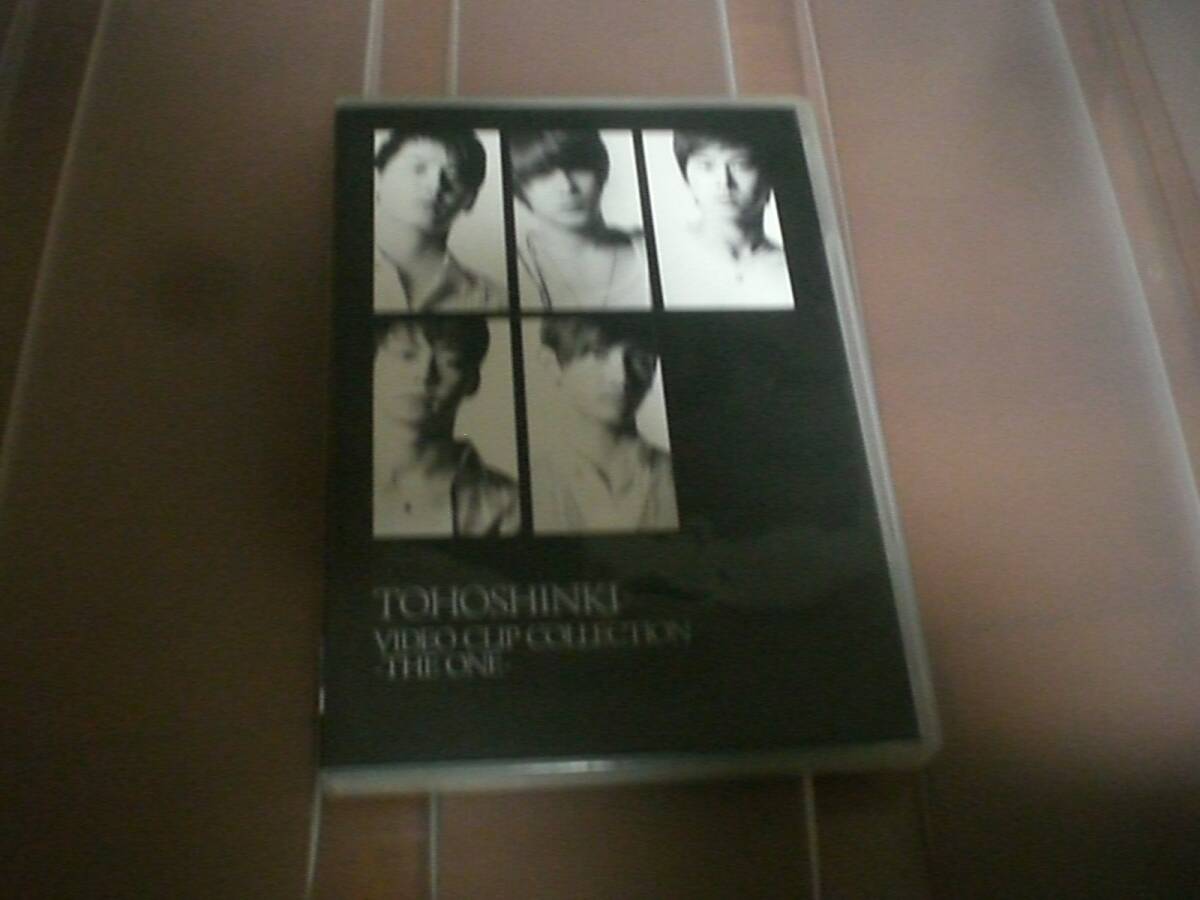 TOHOSHINKI
VIDEO CLIP COLLECTION
-THE ONE-